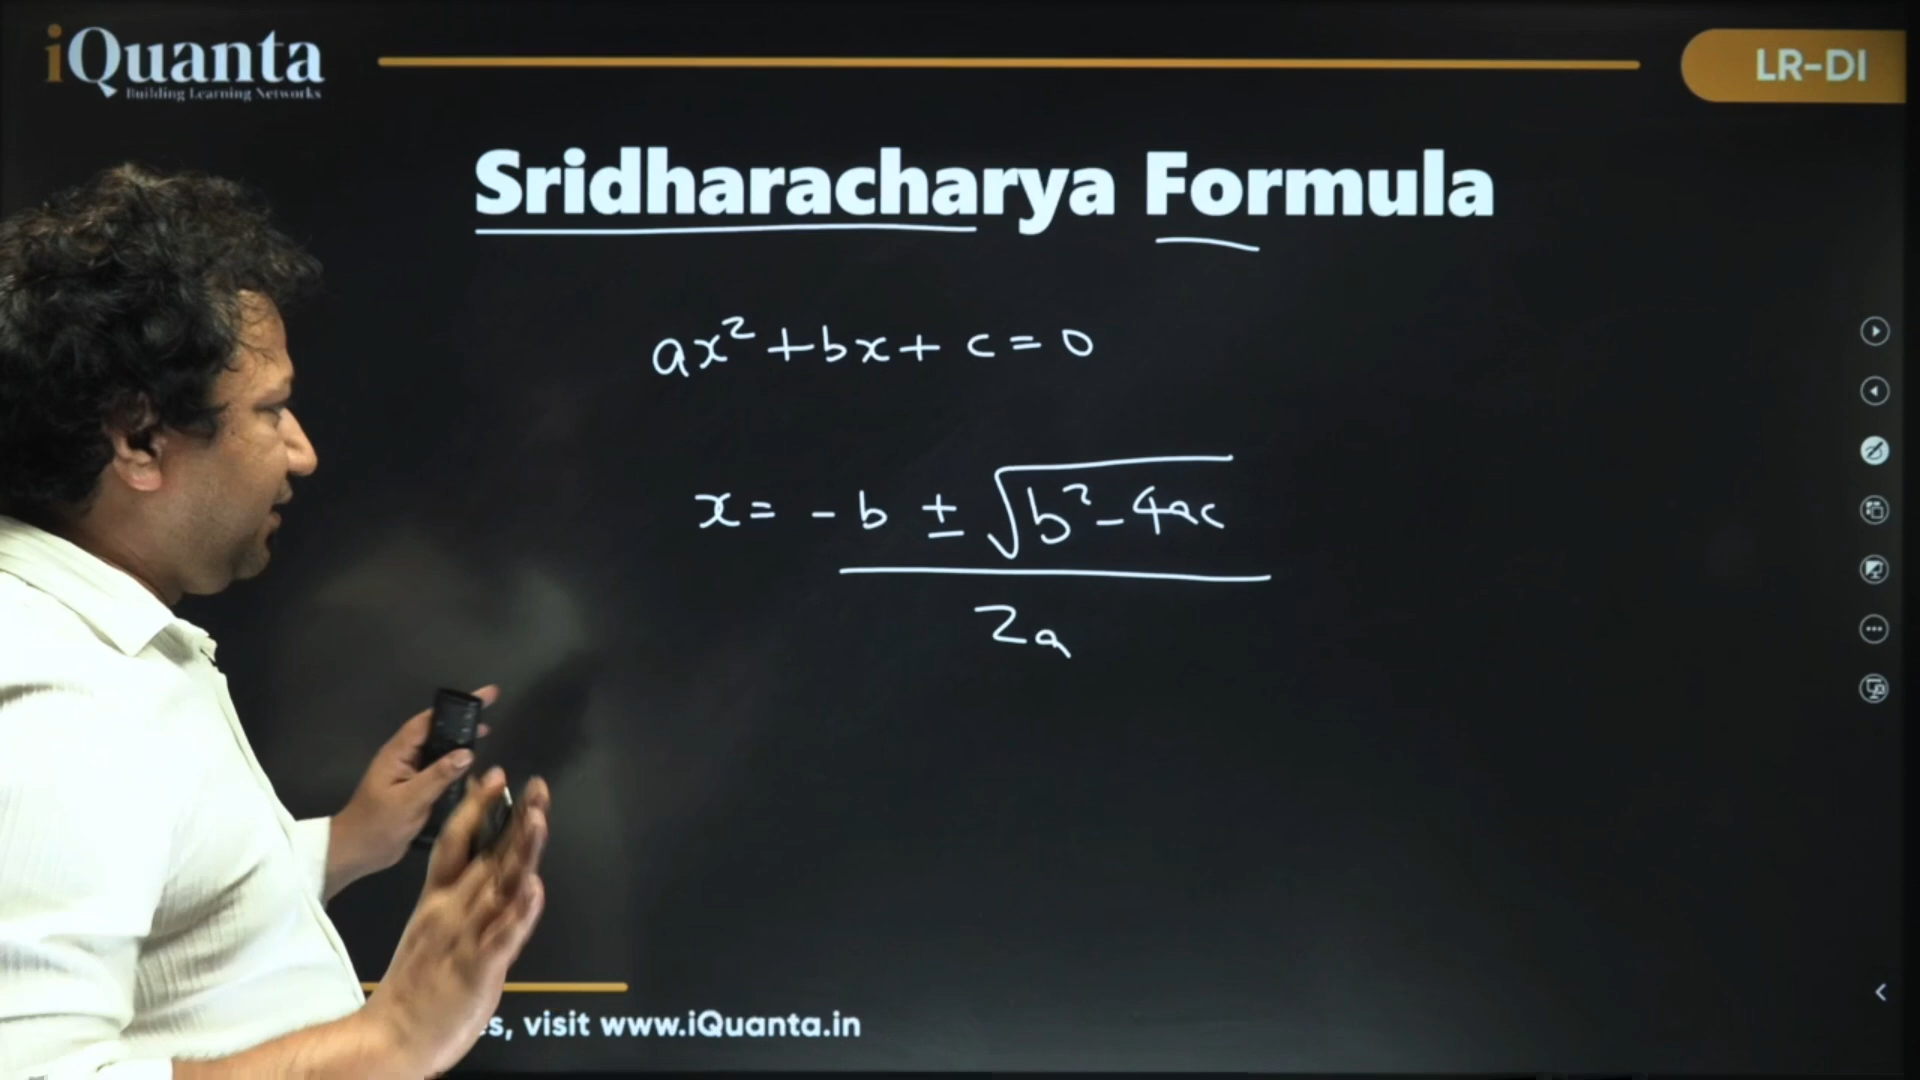 iQuanta
Building Learning Networks
LR-DI
Sridharacharya Formula
ax² + bx + c = 0
x = - b ± √b² - 4ac
2a
s, visit www.iQuanta.in